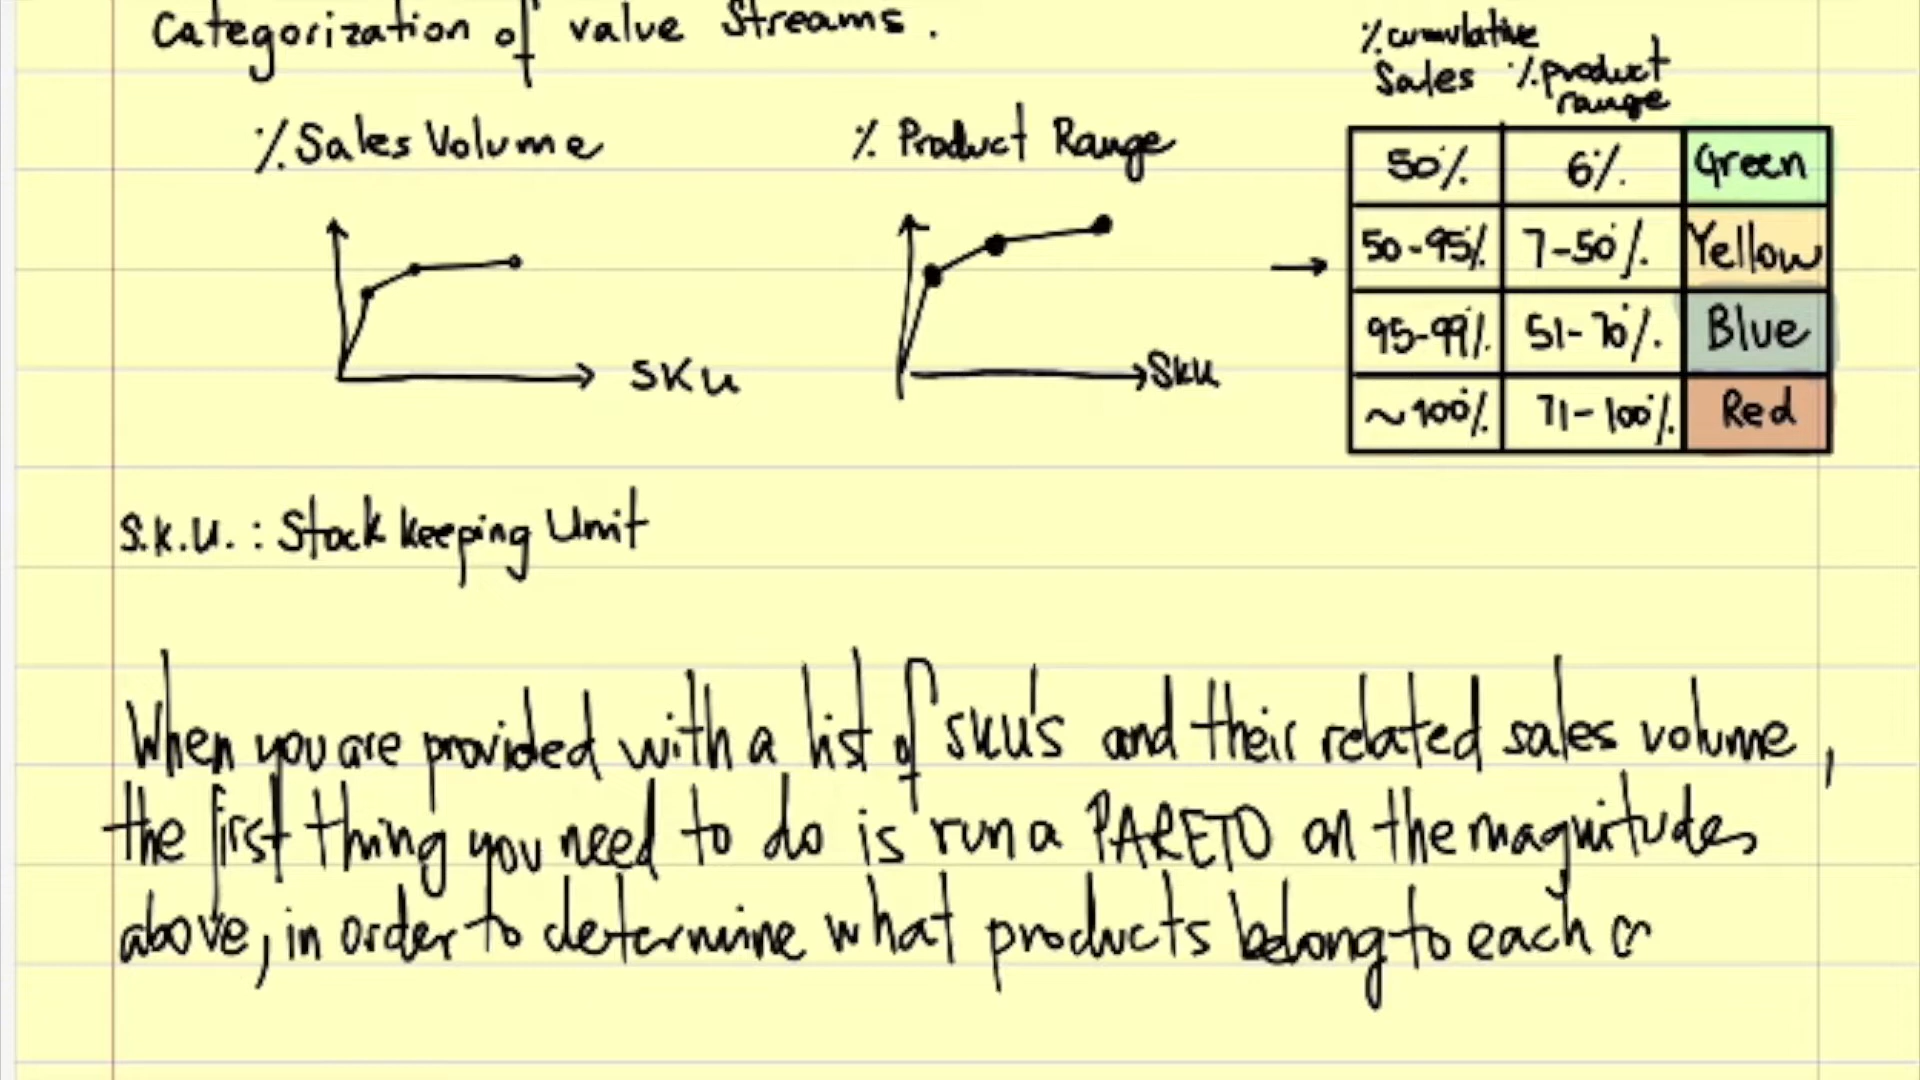 Categorization of value Streams.
% Sales Volume
SKU
% Product Range
SKU
% cumulative Sales
% product range
50% 6% Green
50-95% 7-50% Yellow
95-99% 51-70% Blue
~100% 71-100% Red
S.K.U. : Stock keeping Unit
When you are provided with a list of SKU's and their related sales volume,
the first thing you need to do is run a PARETO on the magnitudes
above, in order to determine what products belong to each